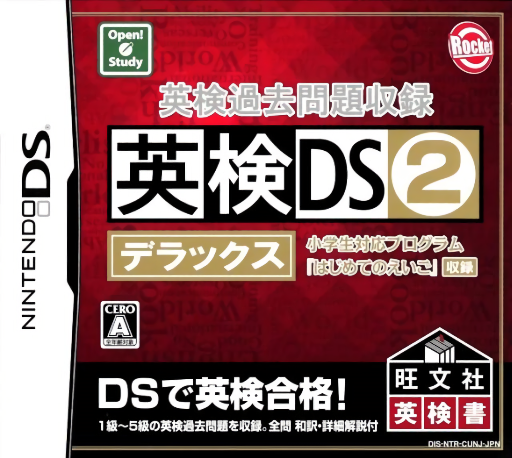 NINTENDO DS
Open!
Study
Rocket
英検過去問題収録
英検DS2
デラックス
小学生対応プログラム
「はじめてのえいご」収録
CERO
A
全年齢対象
旺文社
英検書
DSで英検合格!
1級~5級の英検過去問題を収録。全問 和訳・詳細解説付
DIS-NTR-CUNJ-JPN